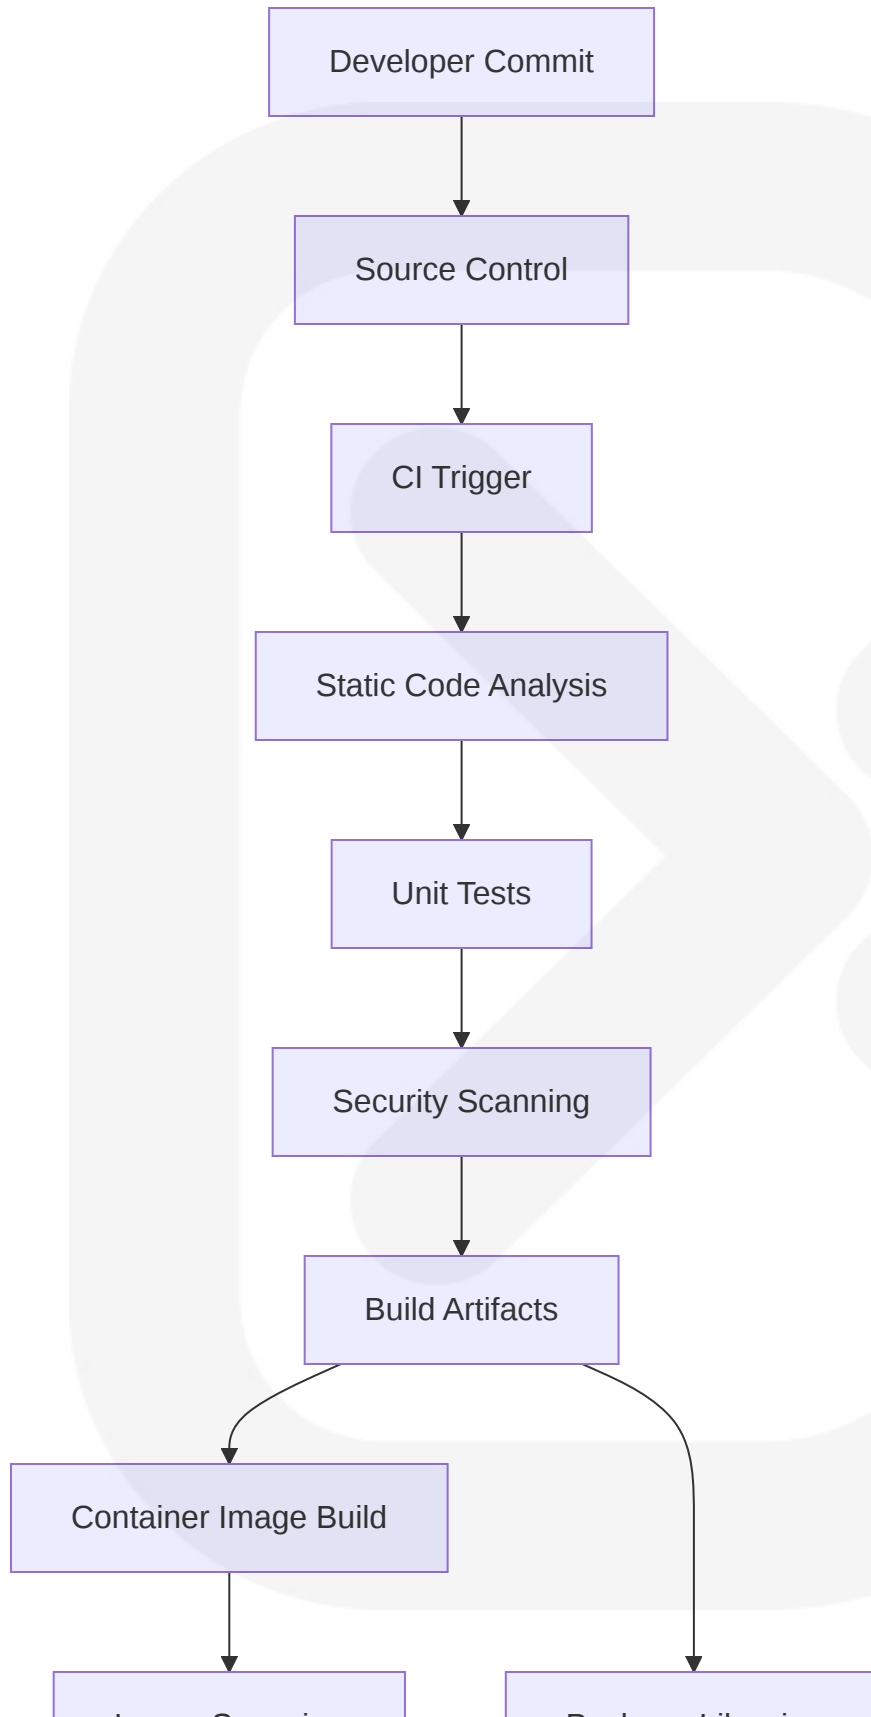 Developer Commit
Source Control
CI Trigger
Static Code Analysis
Unit Tests
Security Scanning
Build Artifacts
Container Image Build